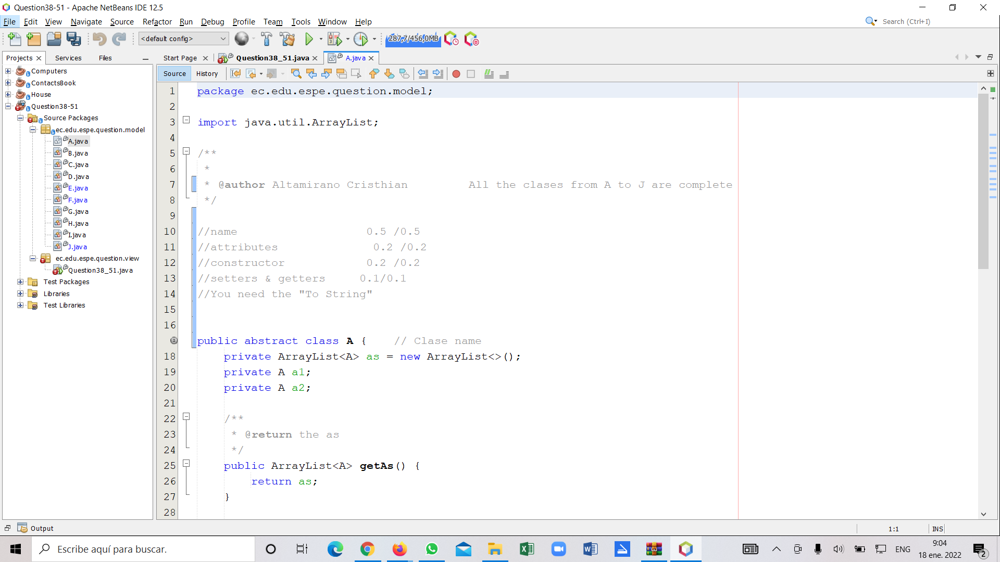 Question38-51 - Apache NetBeans IDE 12.5
File Edit View Navigate Source Refactor Run Debug Profile Team Tools Window Help
Search (Ctrl+I)
<default config>
287,7/456,0MB
Projects Services Files
Start Page Question38_51.java A.java
Source History
Computers
ContactsBook
House
Question38-51
Source Packages
ec.edu.espe.question.model
A.java
B.java
C.java
D.java
E.java
F.java
G.java
H.java
I.java
J.java
ec.edu.espe.question.view
Question38_51.java
Test Packages
Libraries
Test Libraries
1 package ec.edu.espe.question.model;
2
3 import java.util.ArrayList;
4
5 /**
6 *
7 * @author Altamirano Cristhian All the clases from A to J are complete
8 */
9
10 //name 0.5 /0.5
11 //attributes 0.2 /0.2
12 //constructor 0.2 /0.2
13 //setters & getters 0.1/0.1
14 //You need the "To String"
15
16
public abstract class A { // Clase name
18 private ArrayList<A> as = new ArrayList<>();
19 private A a1;
20 private A a2;
21
22 /**
23 * @return the as
24 */
25 public ArrayList<A> getAs() {
26 return as;
27 }
28
Output
1:1 INS
Escribe aquí para buscar.
ENG
9:04
18 ene. 2022
2